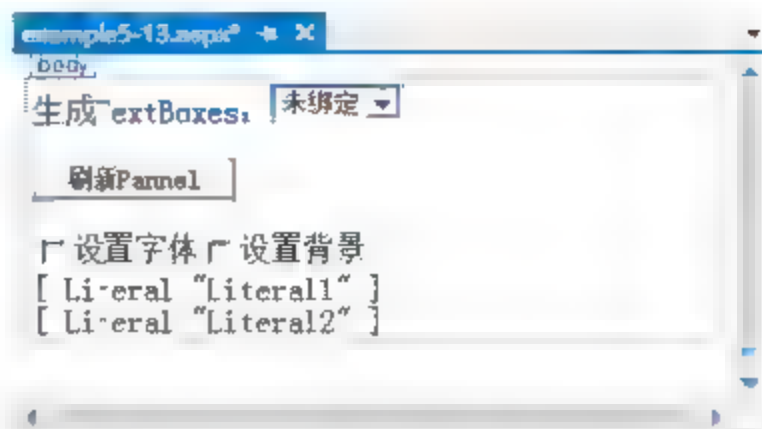 example5-13.aspx*
body
生成TextBoxes: 未绑定
刷新Pannel
设置字体 设置背景
[ Literal "Literal1" ]
[ Literal "Literal2" ]